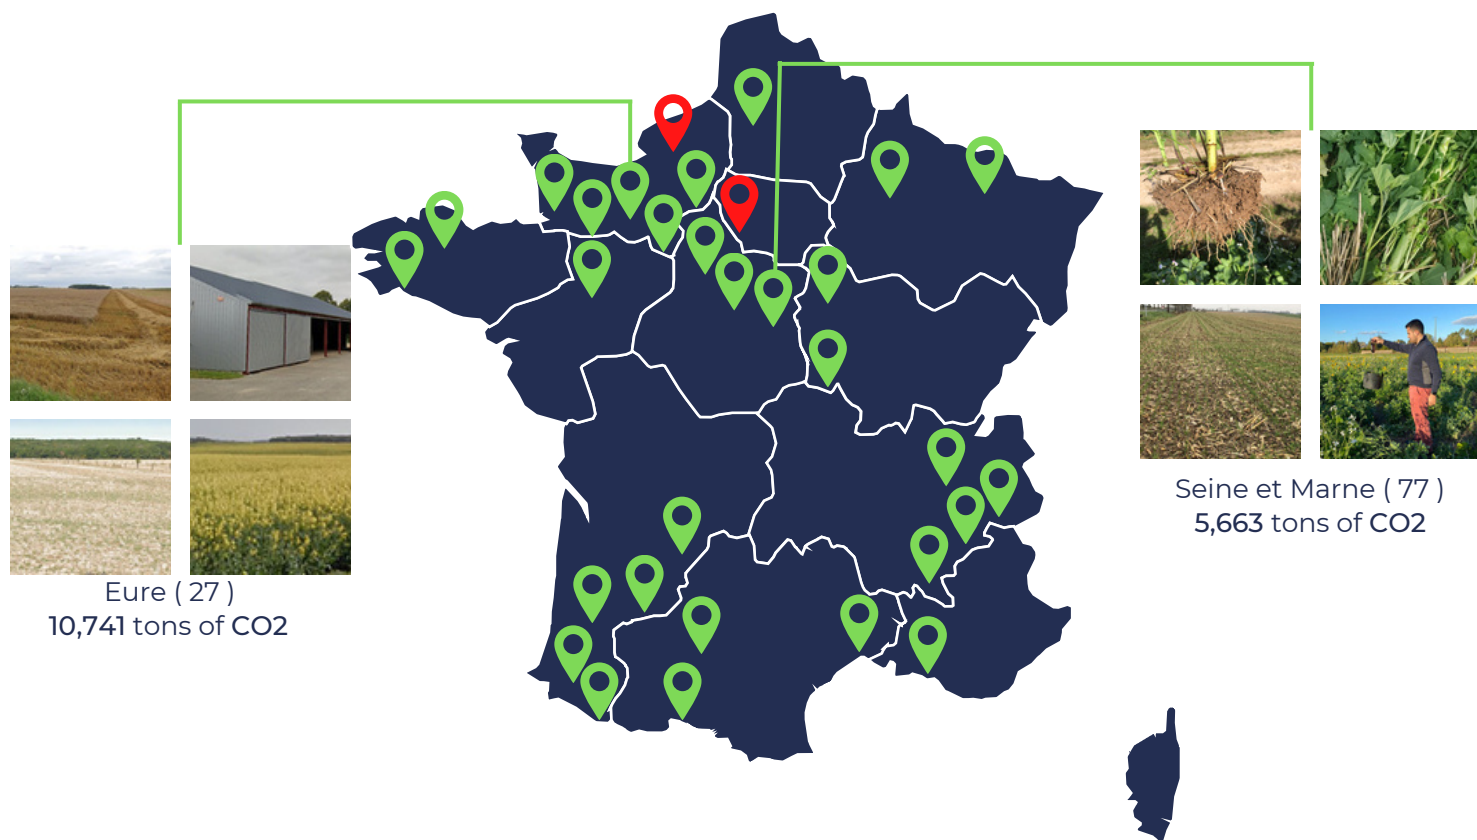 Eure ( 27 )
10,741 tons of CO2
Seine et Marne ( 77 )
5,663 tons of CO2